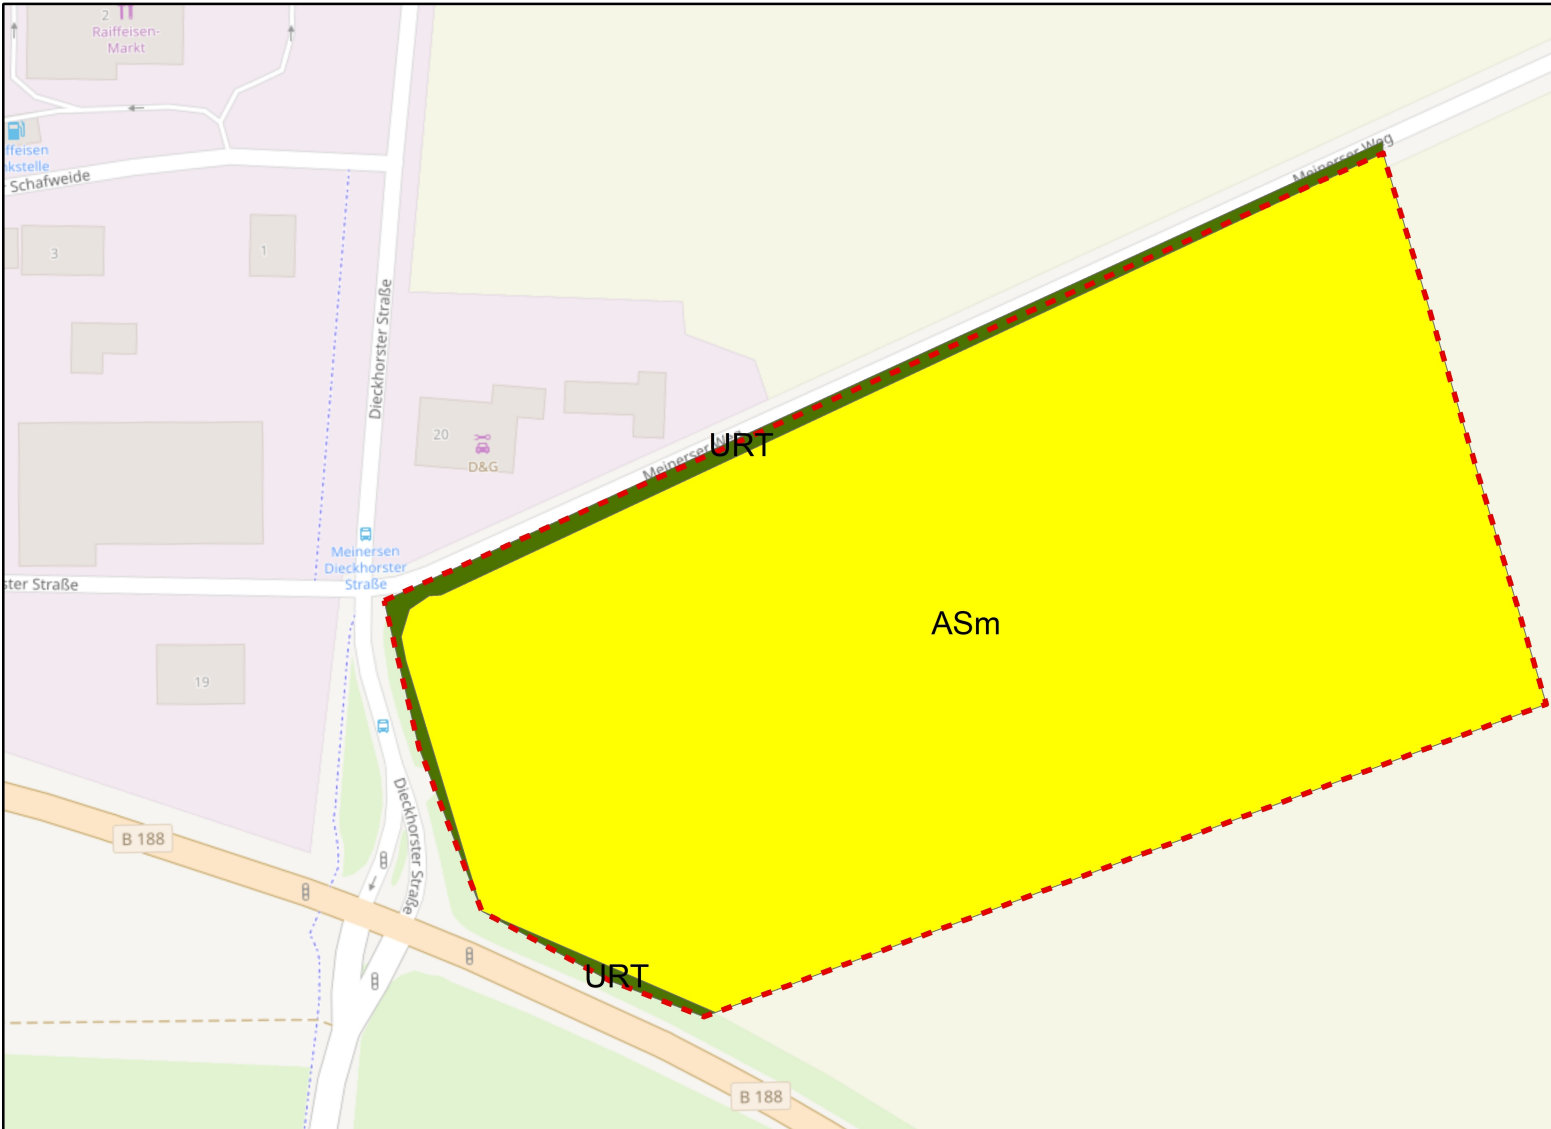 2
Raiffeisen-
Markt
ffeisen
nkstelle
Schafweide
3
1
Dieckhorster Straße
20
D&G
Meinerser Weg
Meinerser Weg
URT
Meinersen
Dieckhorster
Straße
ster Straße
ASm
19
Dieckhorster Straße
B 188
URT
B 188